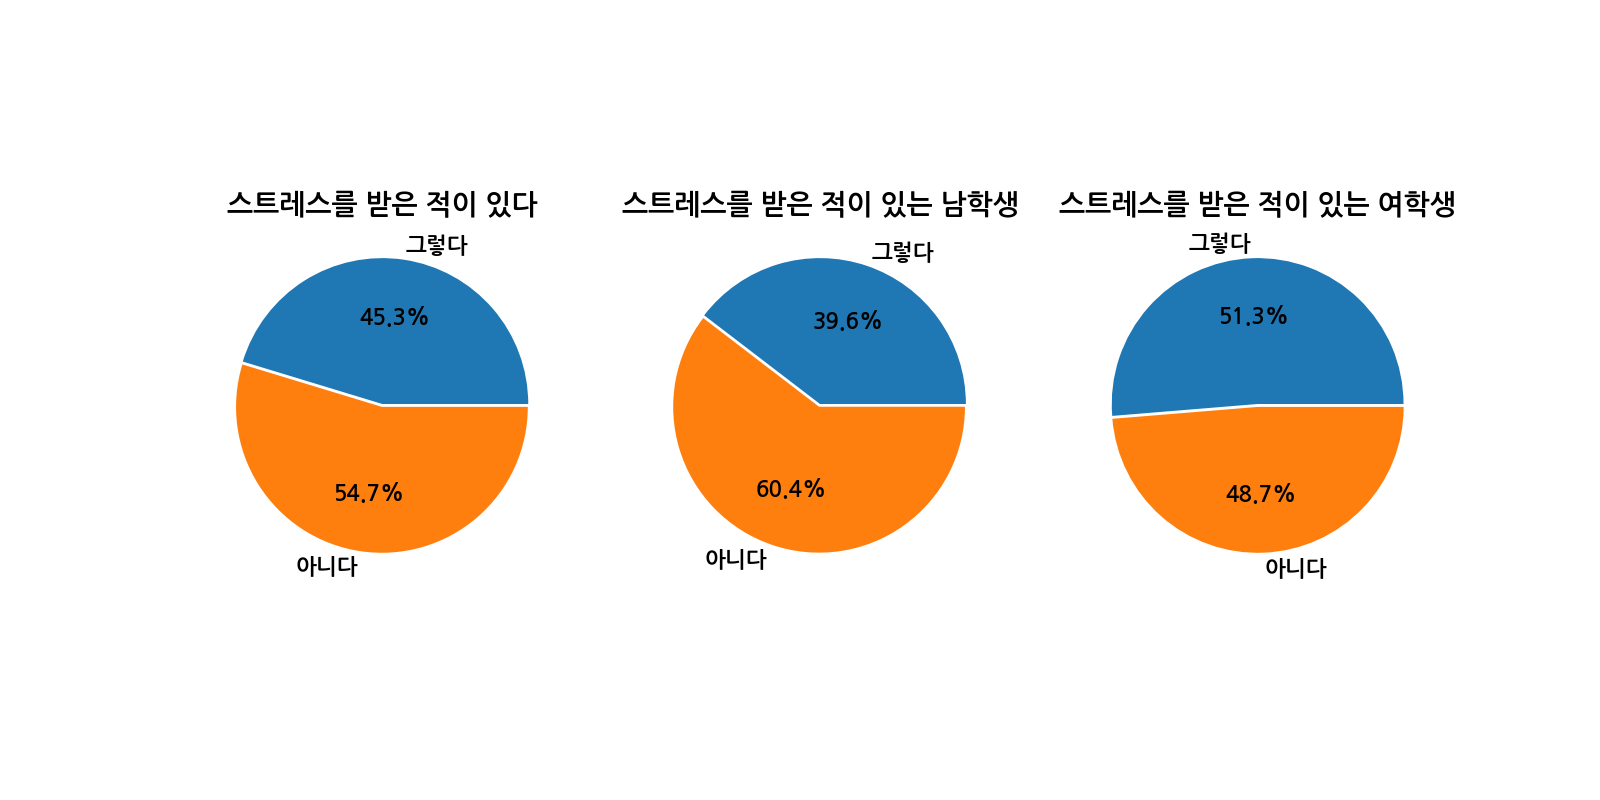 스트레스를 받은 적이 있다
그렇다
45.3%
54.7%
아니다
스트레스를 받은 적이 있는 남학생
그렇다
39.6%
60.4%
아니다
스트레스를 받은 적이 있는 여학생
그렇다
51.3%
48.7%
아니다